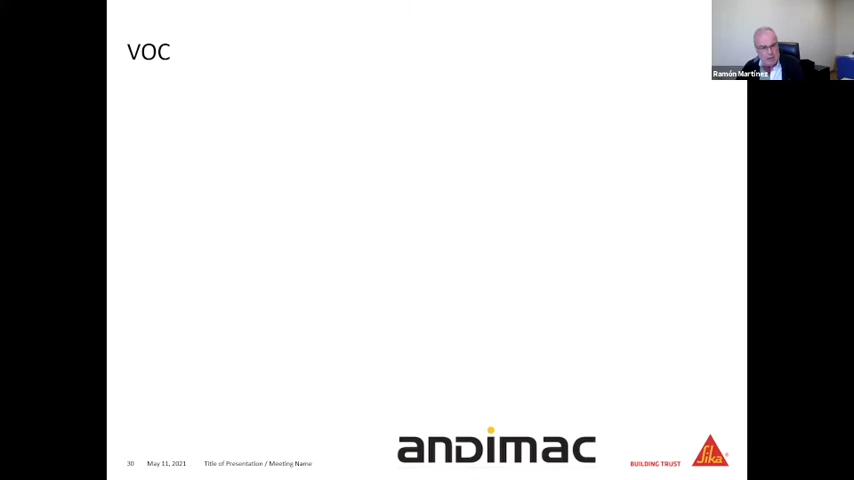 VOC
Ramón Martínez
30 May 11, 2021 Title of Presentation / Meeting Name
andimac
BUILDING TRUST
Sika®